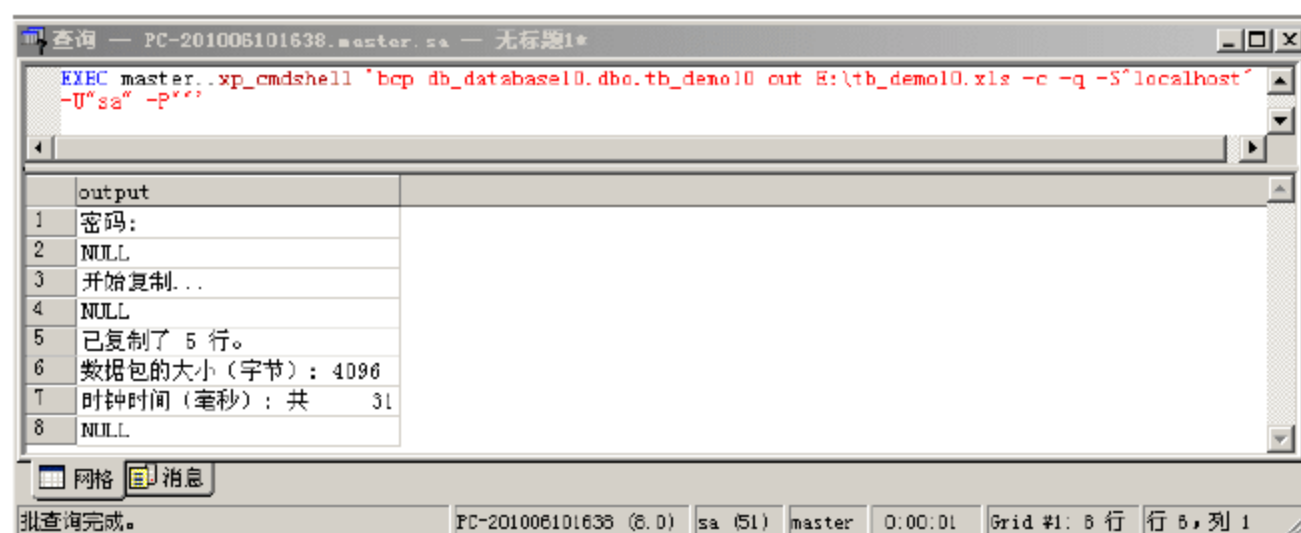 查询 — PC-201006101638.master.sa — 无标题1*
EXEC master..xp_cmdshell 'bcp db_database10.dbo.tb_demo10 out E:\tb_demo10.xls -c -q -S"localhost"
-U"sa" -P""'
output
1 密码:
2 NULL
3 开始复制...
4 NULL
5 已复制了 5 行。
6 数据包的大小（字节）: 4096
7 时钟时间（毫秒）: 共 31
8 NULL
网格 消息
批查询完成。 PC-201006101638 (8.0) sa (51) master 0:00:01 Grid #1: 8 行 行 6, 列 1